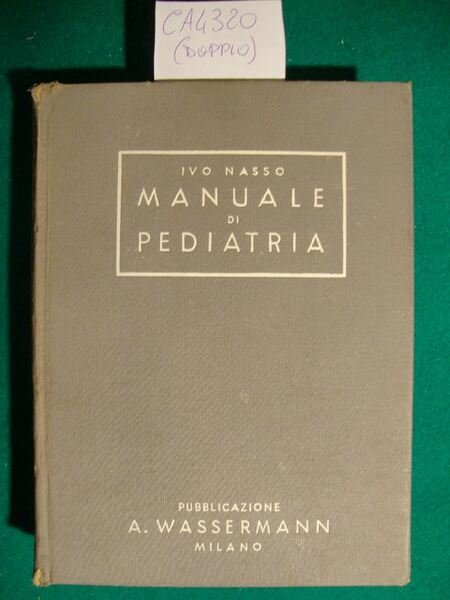 CA4320
(DOPPIO)
IVO NASSO
MANUALE
DI
PEDIATRIA
PUBBLICAZIONE
A. WASSERMANN
MILANO